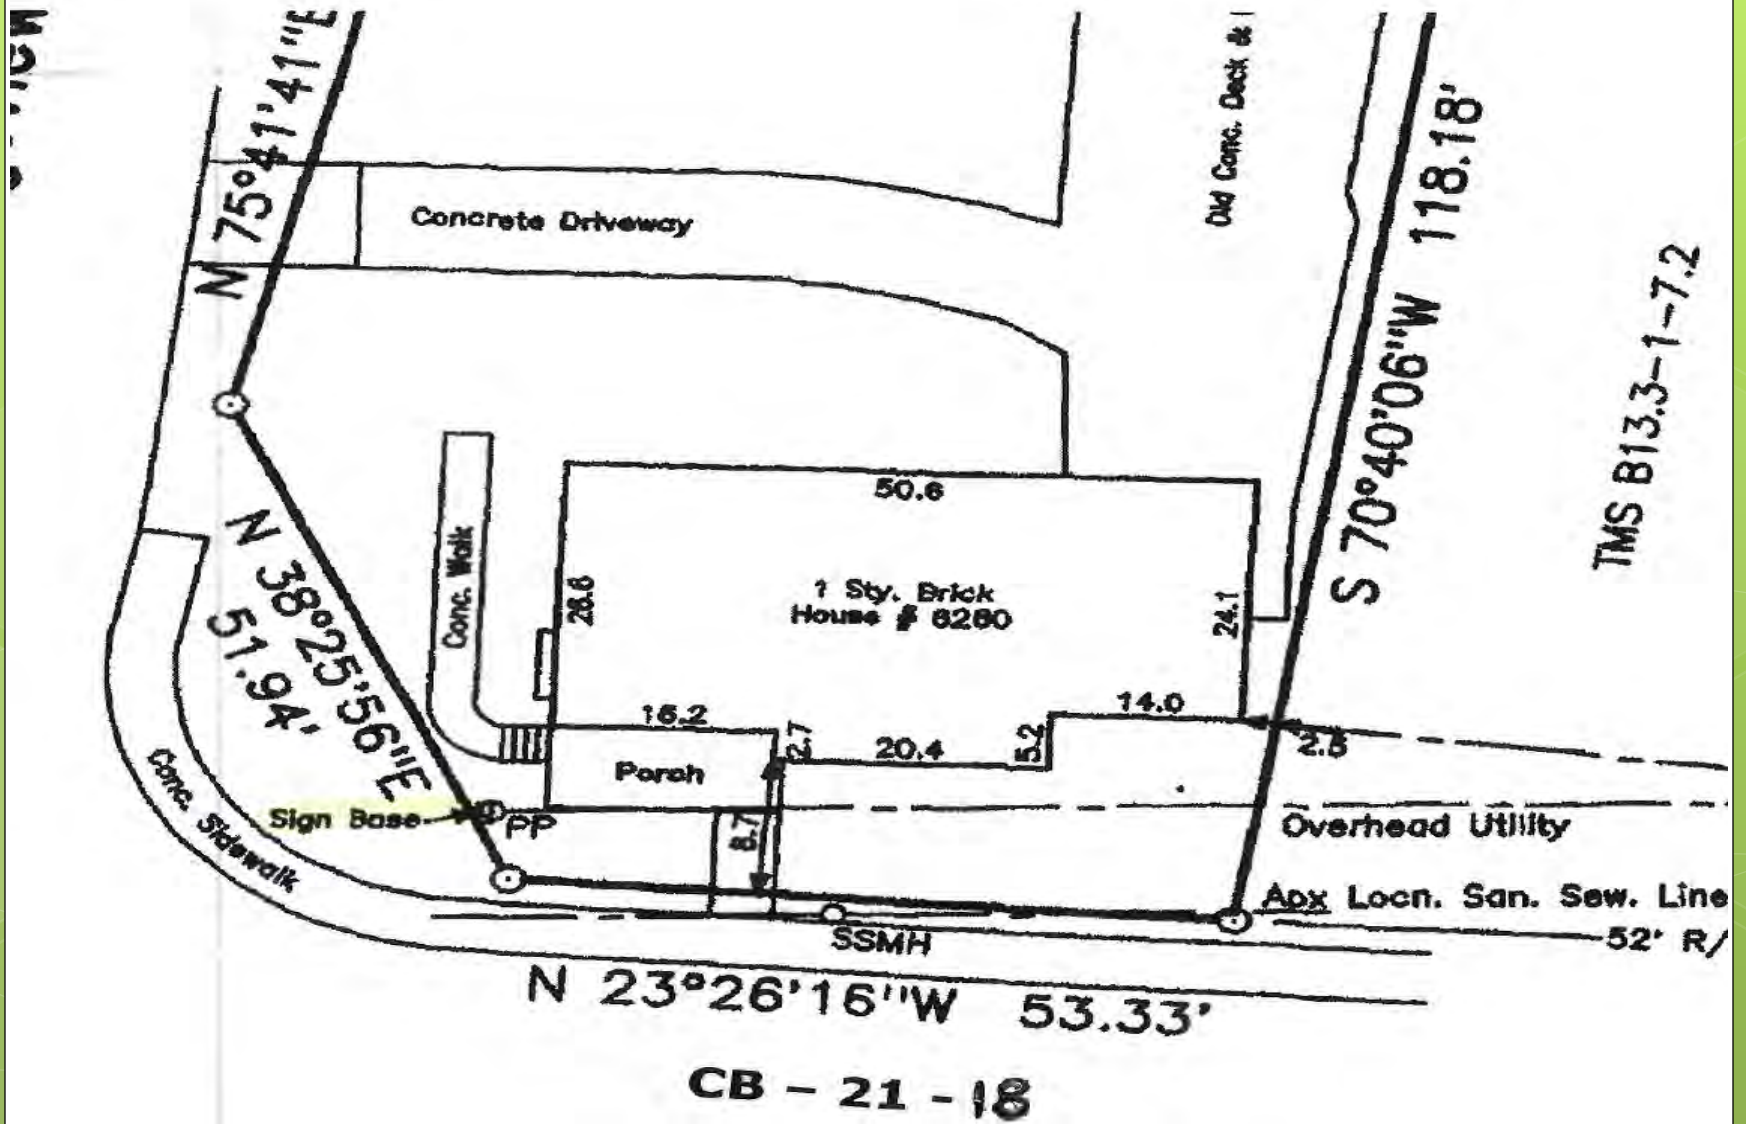 N 75°41'41"E
Old Conc. Deck &
S 70°40'06"W 118.18'
Concrete Driveway
TMS B13.3-1-7.2
50.6
N 38°25'56"E
51.94'
Conc. Walk
28.6
1 Sty. Brick
House # 6280
24.1
16.2
14.0
2.7
20.4
5.2
2.5
Porch
Conc. Sidewalk
Sign Base
PP
8.7
Overhead Utility
Apx Locn. San. Sew. Line
52' R/
SSMH
N 23°26'16"W 53.33'
CB - 21 - 18